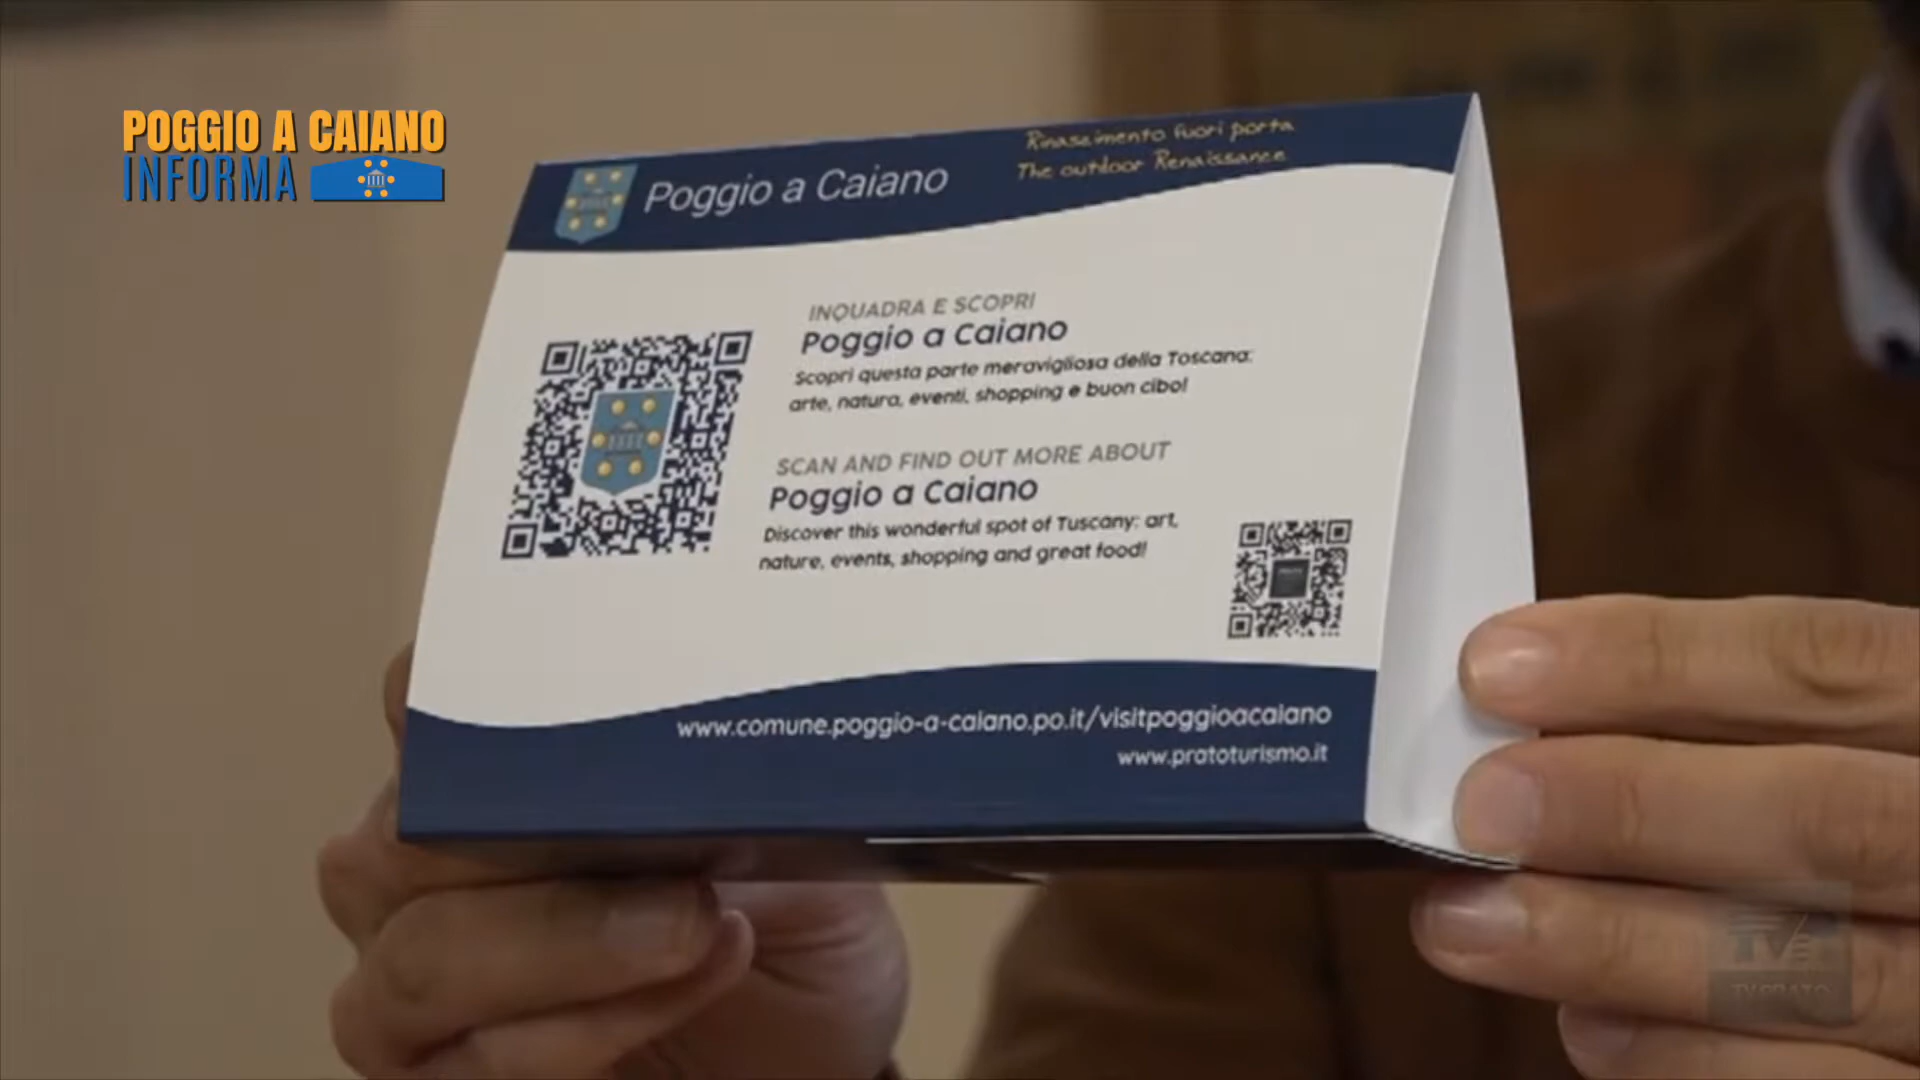 POGGIO A CAIANO
INFORMA
Poggio a Caiano
Rinascimento fuori porta
The outdoor Renaissance
INQUADRA E SCOPRI
Poggio a Caiano
Scopri questa parte meravigliosa della Toscana:
arte, natura, eventi, shopping e buon cibo!
SCAN AND FIND OUT MORE ABOUT
Poggio a Caiano
Discover this wonderful spot of Tuscany: art,
nature, events, shopping and great food!
www.comune.poggio-a-caiano.po.it/visitpoggioacaiano
www.pratoturismo.it
TV
TV PRATO